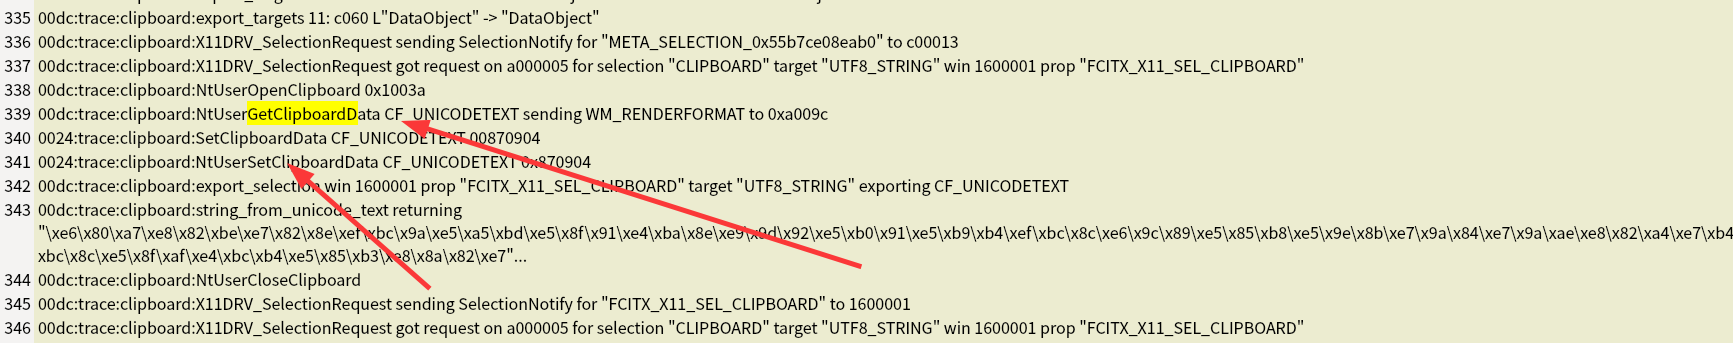 335 00dc:trace:clipboard:export_targets 11: c060 L"DataObject" -> "DataObject"
336 00dc:trace:clipboard:X11DRV_SelectionRequest sending SelectionNotify for "META_SELECTION_0x55b7ce08eab0" to c00013
337 00dc:trace:clipboard:X11DRV_SelectionRequest got request on a000005 for selection "CLIPBOARD" target "UTF8_STRING" win 1600001 prop "FCITX_X11_SEL_CLIPBOARD"
338 00dc:trace:clipboard:NtUserOpenClipboard 0x1003a
339 00dc:trace:clipboard:NtUserGetClipboardData CF_UNICODETEXT sending WM_RENDERFORMAT to 0xa009c
340 0024:trace:clipboard:SetClipboardData CF_UNICODETEXT 00870904
341 0024:trace:clipboard:NtUserSetClipboardData CF_UNICODETEXT 0x870904
342 00dc:trace:clipboard:export_selection win 1600001 prop "FCITX_X11_SEL_CLIPBOARD" target "UTF8_STRING" exporting CF_UNICODETEXT
343 00dc:trace:clipboard:string_from_unicode_text returning
"\xe6\x80\xa7\xe8\x82\xbe\xe7\x82\x8e\xef\xbc\x9a\xe5\xa5\xbd\xe5\x8f\x91\xe4\xba\x8e\xe9\x9d\x92\xe5\xb0\x91\xe5\xb9\xb4\xef\xbc\x8c\xe6\x9c\x89\xe5\x85\xb8\xe5\x9e\x8b\xe7\x9a\x84\xe7\x9a\xae\xe8\x82\xa4\xe7\xb4
xbc\x8c\xe5\x8f\xaf\xe4\xbc\xb4\xe5\x85\xb3\xe8\x8a\x82\xe7"...
344 00dc:trace:clipboard:NtUserCloseClipboard
345 00dc:trace:clipboard:X11DRV_SelectionRequest sending SelectionNotify for "FCITX_X11_SEL_CLIPBOARD" to 1600001
346 00dc:trace:clipboard:X11DRV_SelectionRequest got request on a000005 for selection "CLIPBOARD" target "UTF8_STRING" win 1600001 prop "FCITX_X11_SEL_CLIPBOARD"